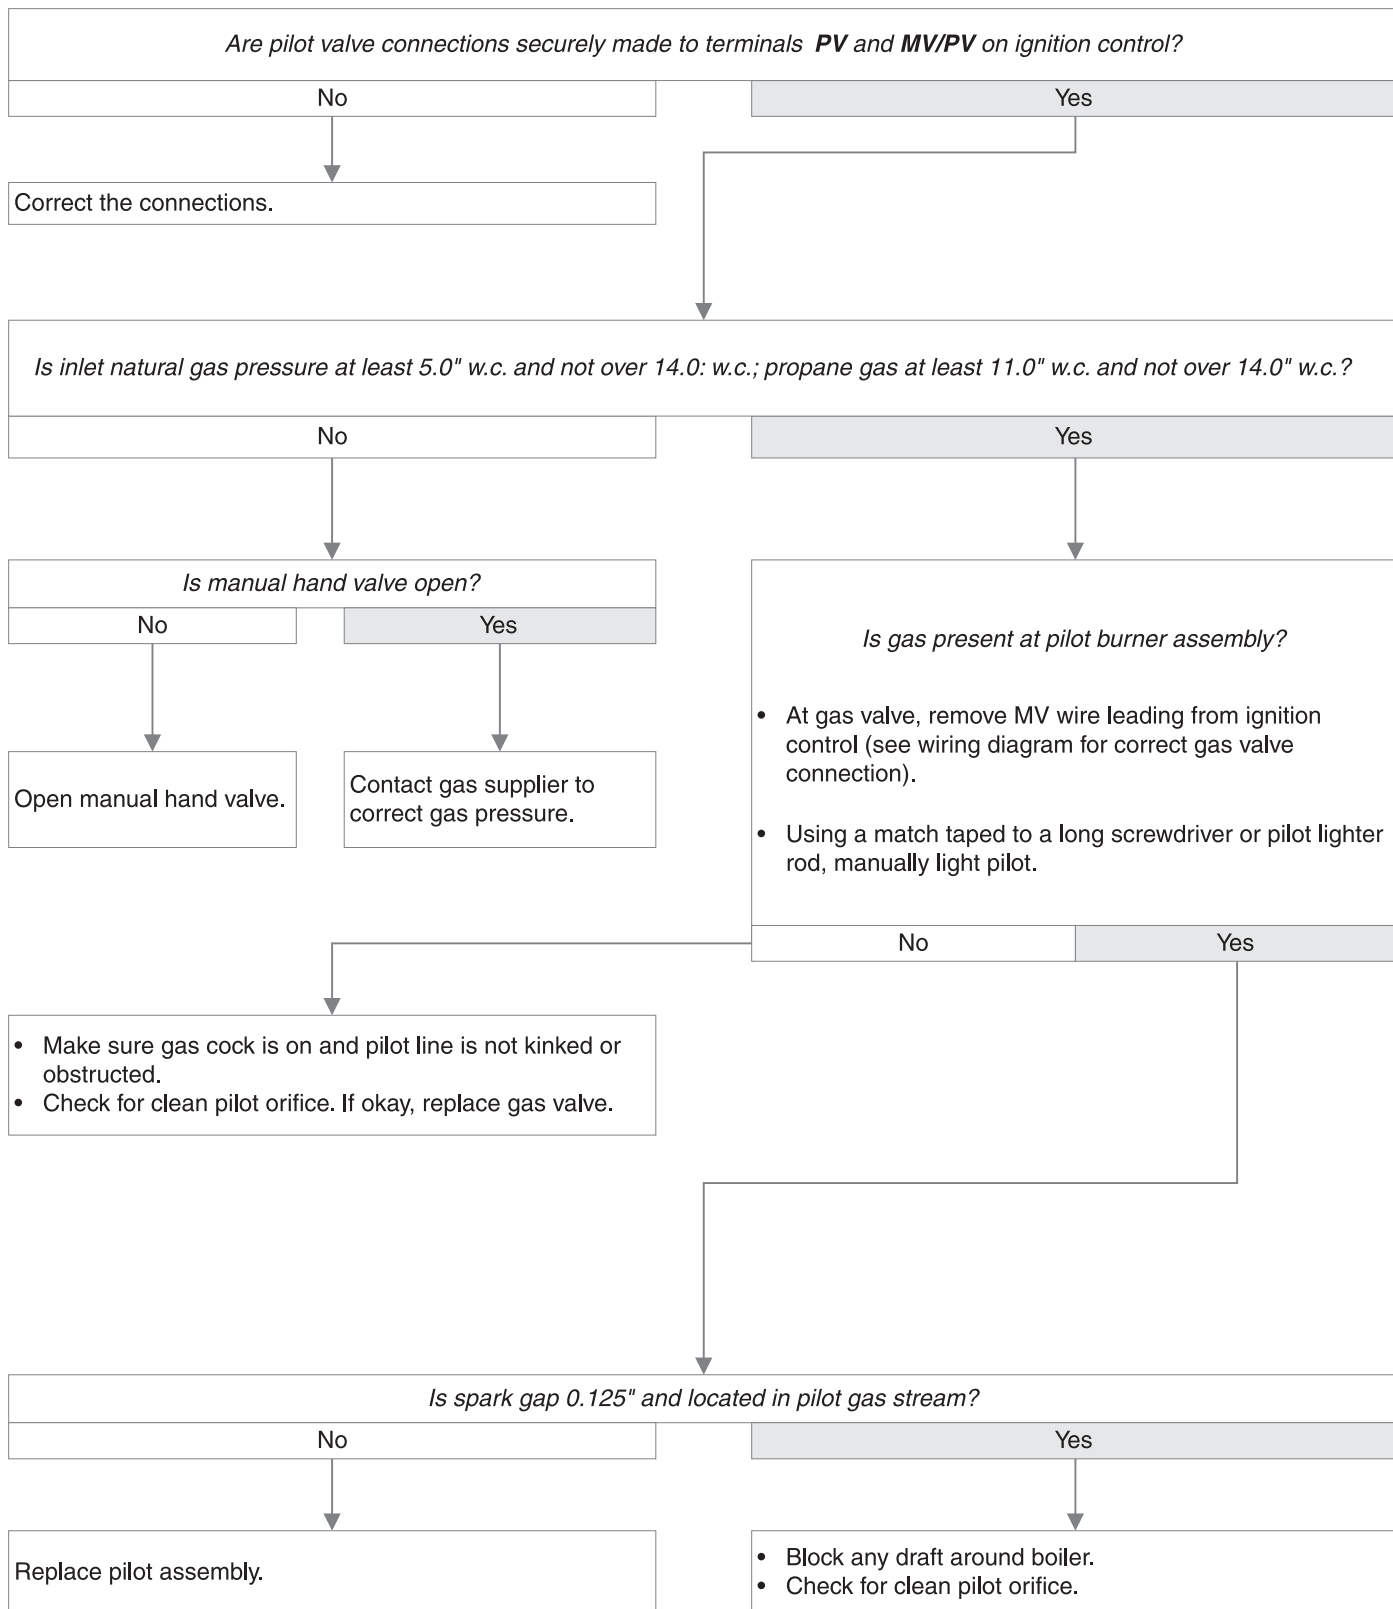 Are pilot valve connections securely made to terminals PV and MV/PV on ignition control?
No
Yes
Correct the connections.
Is inlet natural gas pressure at least 5.0" w.c. and not over 14.0: w.c.; propane gas at least 11.0" w.c. and not over 14.0" w.c.?
No
Yes
Is manual hand valve open?
No
Yes
Open manual hand valve.
Contact gas supplier to
correct gas pressure.
Is gas present at pilot burner assembly?
• At gas valve, remove MV wire leading from ignition
control (see wiring diagram for correct gas valve
connection).
• Using a match taped to a long screwdriver or pilot lighter
rod, manually light pilot.
No
Yes
• Make sure gas cock is on and pilot line is not kinked or
obstructed.
• Check for clean pilot orifice. If okay, replace gas valve.
Is spark gap 0.125" and located in pilot gas stream?
No
Yes
Replace pilot assembly.
• Block any draft around boiler.
• Check for clean pilot orifice.